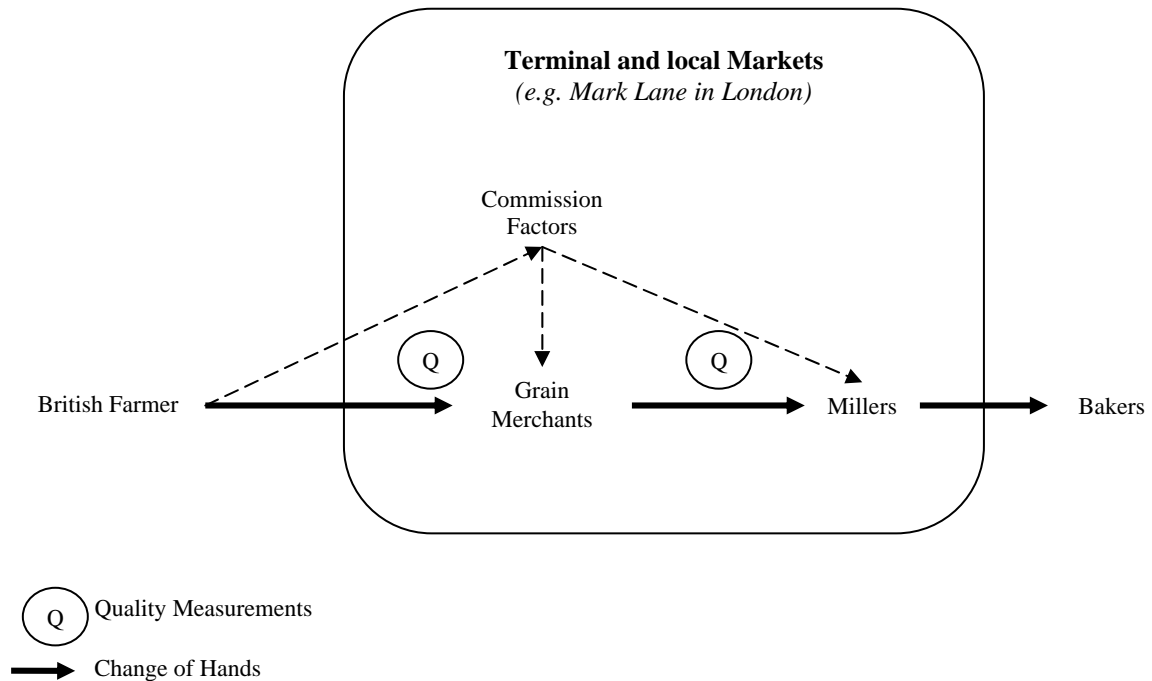 Terminal and local Markets
(e.g. Mark Lane in London)
Commission
Factors
Q
Q
British Farmer
Grain
Merchants
Millers
Bakers
Q Quality Measurements
Change of Hands